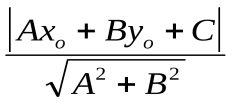 |Axₒ + Byₒ + C|
√A² + B²